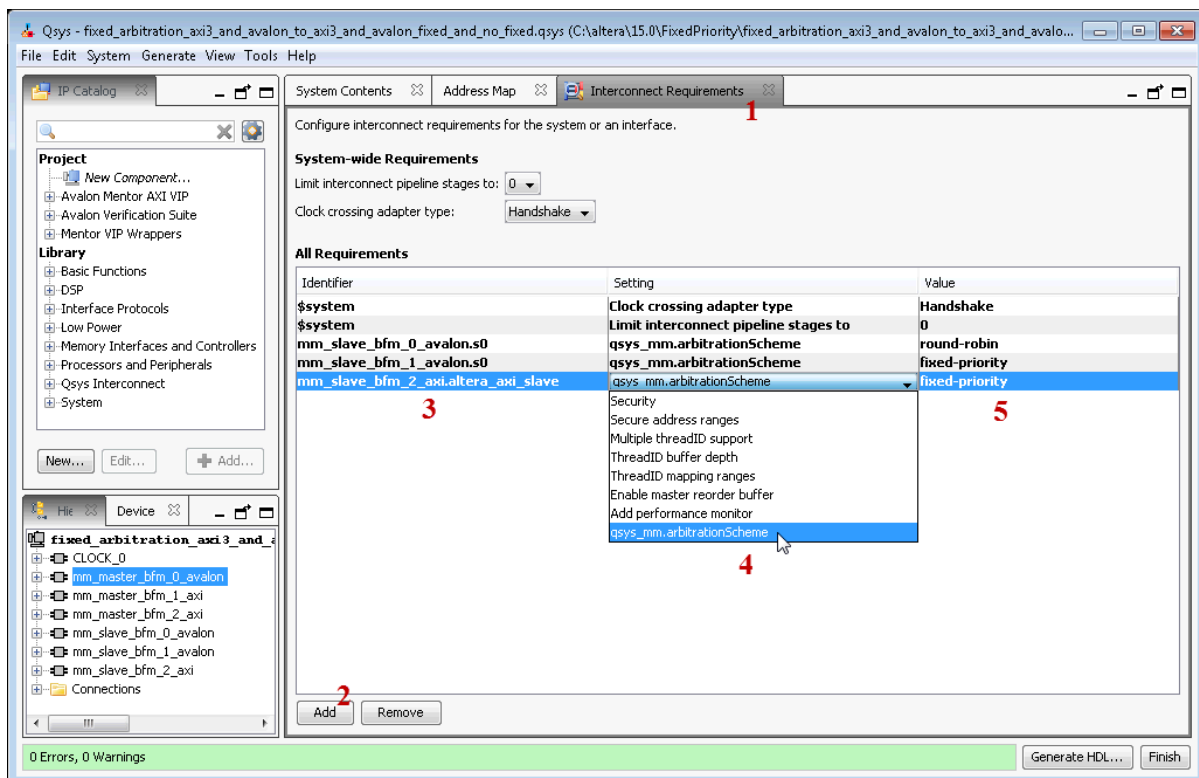 Qsys - fixed_arbitration_axi3_and_avalon_to_axi3_and_avalon_fixed_and_no_fixed.qsys (C:\altera\15.0\FixedPriority\fixed_arbitration_axi3_and_avalon_to_axi3_and_avalo...
File Edit System Generate View Tools Help
IP Catalog
Project
New Component...
Avalon Mentor AXI VIP
Avalon Verification Suite
Mentor VIP Wrappers
Library
Basic Functions
DSP
Interface Protocols
Low Power
Memory Interfaces and Controllers
Processors and Peripherals
Qsys Interconnect
System
New... Edit... Add...
Hie Device
fixed_arbitration_axi3_and_a
CLOCK_0
mm_master_bfm_0_avalon
mm_master_bfm_1_axi
mm_master_bfm_2_axi
mm_slave_bfm_0_avalon
mm_slave_bfm_1_avalon
mm_slave_bfm_2_axi
Connections
System Contents Address Map Interconnect Requirements
1
Configure interconnect requirements for the system or an interface.
System-wide Requirements
Limit interconnect pipeline stages to: 0
Clock crossing adapter type: Handshake
All Requirements
Identifier Setting Value
$system Clock crossing adapter type Handshake
$system Limit interconnect pipeline stages to 0
mm_slave_bfm_0_avalon.s0 qsys_mm.arbitrationScheme round-robin
mm_slave_bfm_1_avalon.s0 qsys_mm.arbitrationScheme fixed-priority
mm_slave_bfm_2_axi.altera_axi_slave qsys_mm.arbitrationScheme fixed-priority
3 5
Security
Secure address ranges
Multiple threadID support
ThreadID buffer depth
ThreadID mapping ranges
Enable master reorder buffer
Add performance monitor
qsys_mm.arbitrationScheme
4
2
Add Remove
0 Errors, 0 Warnings Generate HDL... Finish